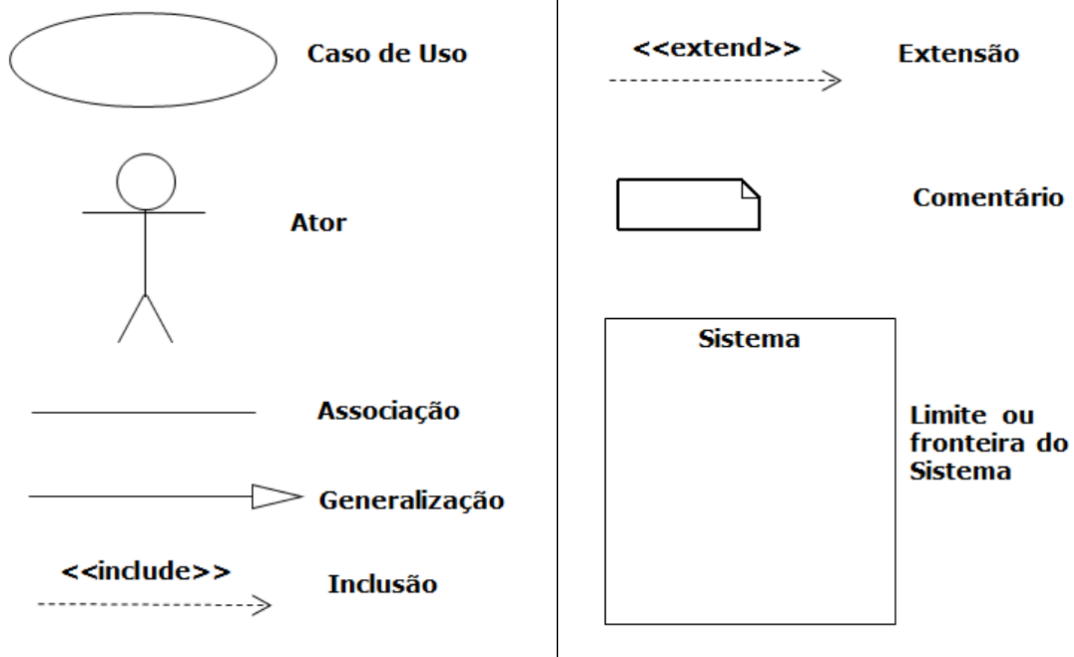 Caso de Uso
Ator
Associação
Generalização
<<include>>
Inclusão
<<extend>>
Extensão
Comentário
Sistema
Limite ou
fronteira do
Sistema